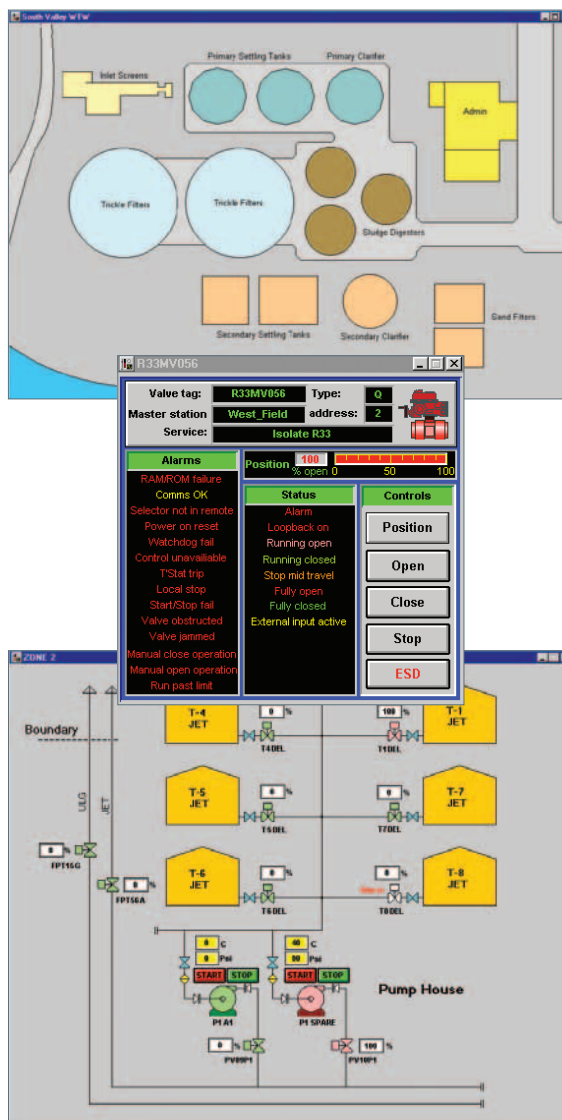 South Valley WTW
Primary Settling Tanks
Primary Clarifier
Inlet Screens
Admin
Trickle Filters
Trickle Filters
Sludge Digesters
Secondary Settling Tanks
Secondary Clarifier
Sand Filters
R33MV056
Valve tag: R33MV056 Type: Q
Master station West_Field address: 2
Service: Isolate R33
Alarms
RAM/ROM failure
Comms OK
Selector not in remote
Power on reset
Watchdog fail
Control unavailiable
T'Stat trip
Local stop
Start/Stop fail
Valve obstructed
Valve jammed
Manual close operation
Manual open operation
Run past limit
Position 100
% open 0 50 100
Status
Alarm
Loopback on
Running open
Running closed
Stop mid travel
Fully open
Fully closed
External input active
Controls
Position
Open
Close
Stop
ESD
ZONE 2
Boundary
ULG
JET
T-4
JET
0 %
T4DEL
100 %
T1DEL
T-1
JET
T-5
JET
0 %
T5DEL
0 %
T7DEL
T-7
JET
0 %
FPT16G
FPT56A
0 %
T-6
JET
0 %
T6DEL
0 %
T8DEL
T-8
JET
0 C
0 Psi
START STOP
P1 A1
40 C
90 Psi
START STOP
P1 SPARE
Pump House
0 %
PV09P1
100 %
PV10P1